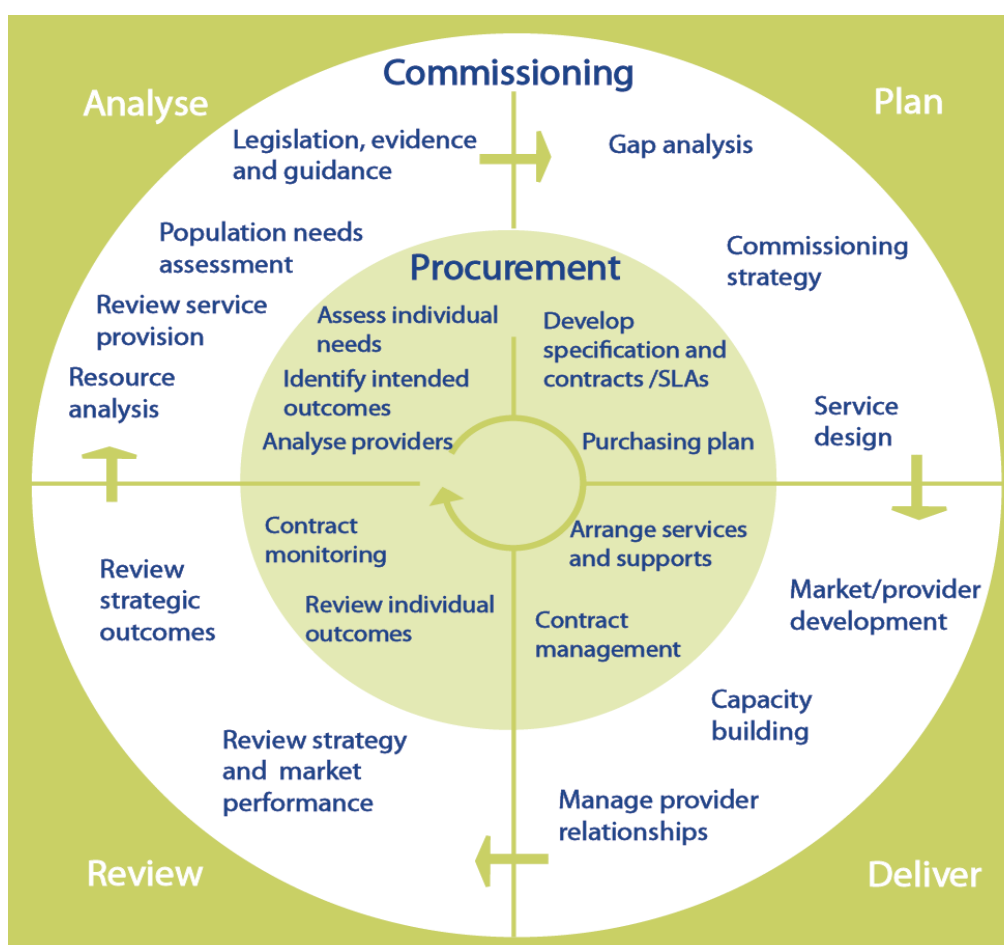 Commissioning
Analyse
Plan
Legislation, evidence
and guidance
Gap analysis
Population needs
assessment
Commissioning
strategy
Review service
provision
Resource
analysis
Service
design
Procurement
Assess individual
needs
Identify intended
outcomes
Analyse providers
Develop
specification and
contracts /SLAs
Purchasing plan
Contract
monitoring
Review individual
outcomes
Arrange services
and supports
Contract
management
Review
strategic
outcomes
Market/provider
development
Capacity
building
Review strategy
and market
performance
Manage provider
relationships
Review
Deliver